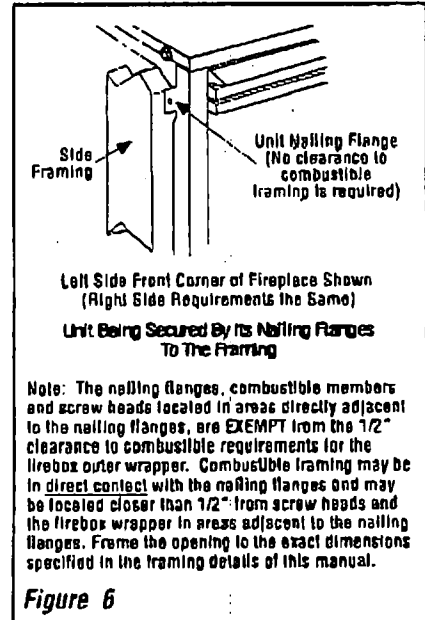 Side
Framing
Unit Nailing Flange
(No clearance to
combustible
framing is required)
Left Side Front Corner of Fireplace Shown
(Right Side Requirements the Same)
Unit Being Secured By Its Nailing Flanges
To The Framing
Note: The nailing flanges, combustible members
and screw heads located in areas directly adjacent
to the nailing flanges, are EXEMPT from the 1/2"
clearance to combustible requirements for the
firebox outer wrapper. Combustible framing may be
in direct contact with the nailing flanges and may
be located closer than 1/2" from screw heads and
the firebox wrapper in areas adjacent to the nailing
flanges. Frame the opening to the exact dimensions
specified in the framing details of this manual.
Figure 6